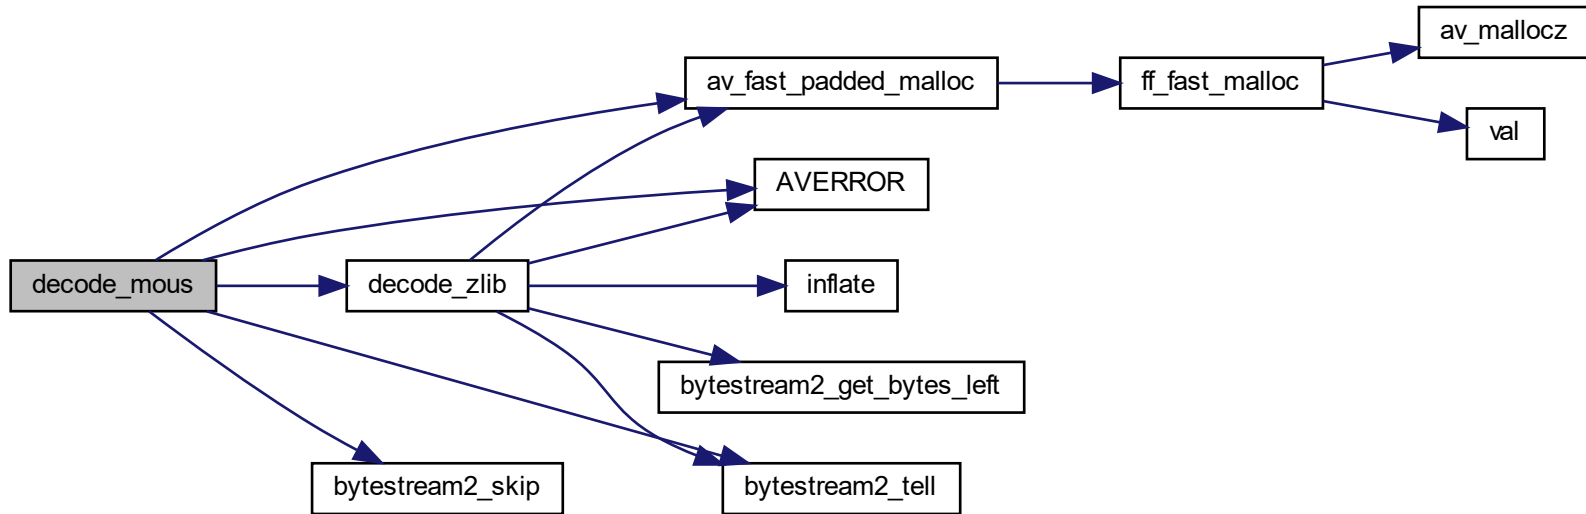 av_mallocz
av_fast_padded_malloc
ff_fast_malloc
val
AVERROR
decode_mous
decode_zlib
inflate
bytestream2_get_bytes_left
bytestream2_skip
bytestream2_tell